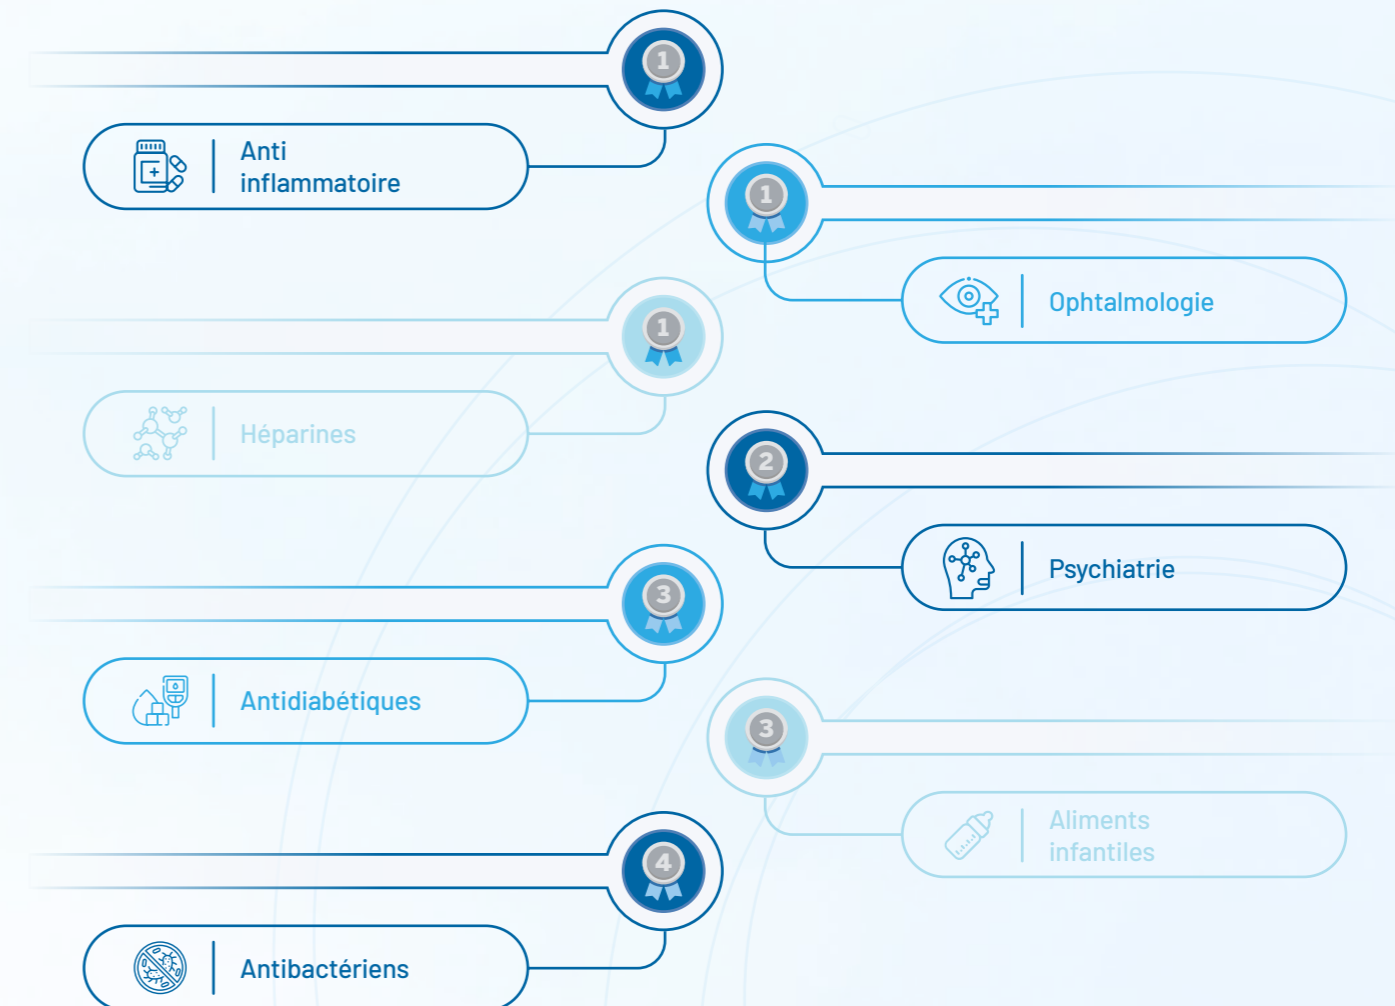 1
Anti
inflammatoire
1
Ophtalmologie
1
Héparines
2
Psychiatrie
3
Antidiabétiques
3
Aliments
infantiles
4
Antibactériens